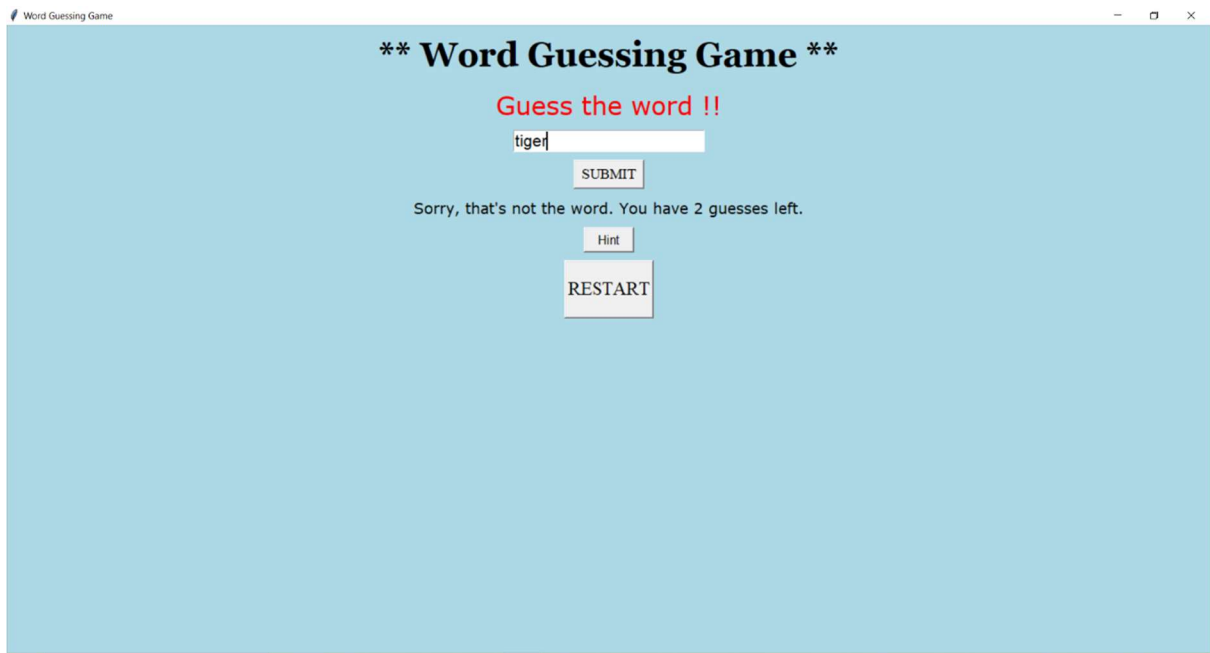 Word Guessing Game
** Word Guessing Game **
Guess the word !!
tiger
SUBMIT
Sorry, that's not the word. You have 2 guesses left.
Hint
RESTART